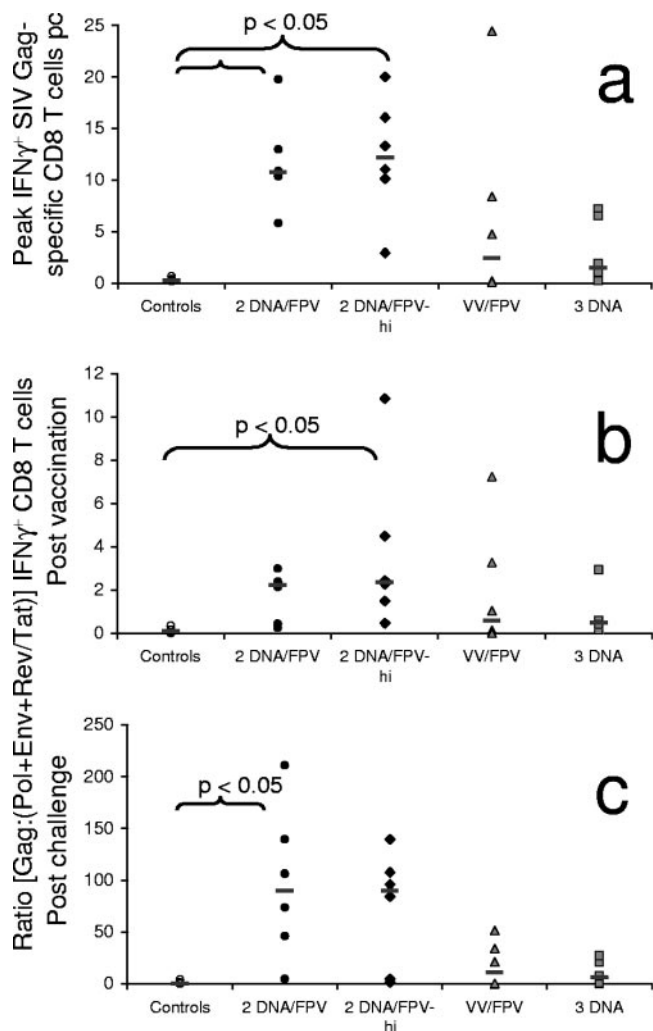 Peak IFNγ⁺ SIV Gag-
specific CD8 T cells pc
25
20
15
10
5
0
p < 0.05
a
Controls
2 DNA/FPV
2 DNA/FPV-
hi
VV/FPV
3 DNA
Ratio [Gag:(Pol+Env+Rev/Tat)] IFNγ⁺ CD8 T cells
Post vaccination
12
10
8
6
4
2
0
p < 0.05
b
Controls
2 DNA/FPV
2 DNA/FPV-
hi
VV/FPV
3 DNA
Post challenge
250
200
150
100
50
0
p < 0.05
c
Controls
2 DNA/FPV
2 DNA/FPV-
hi
VV/FPV
3 DNA